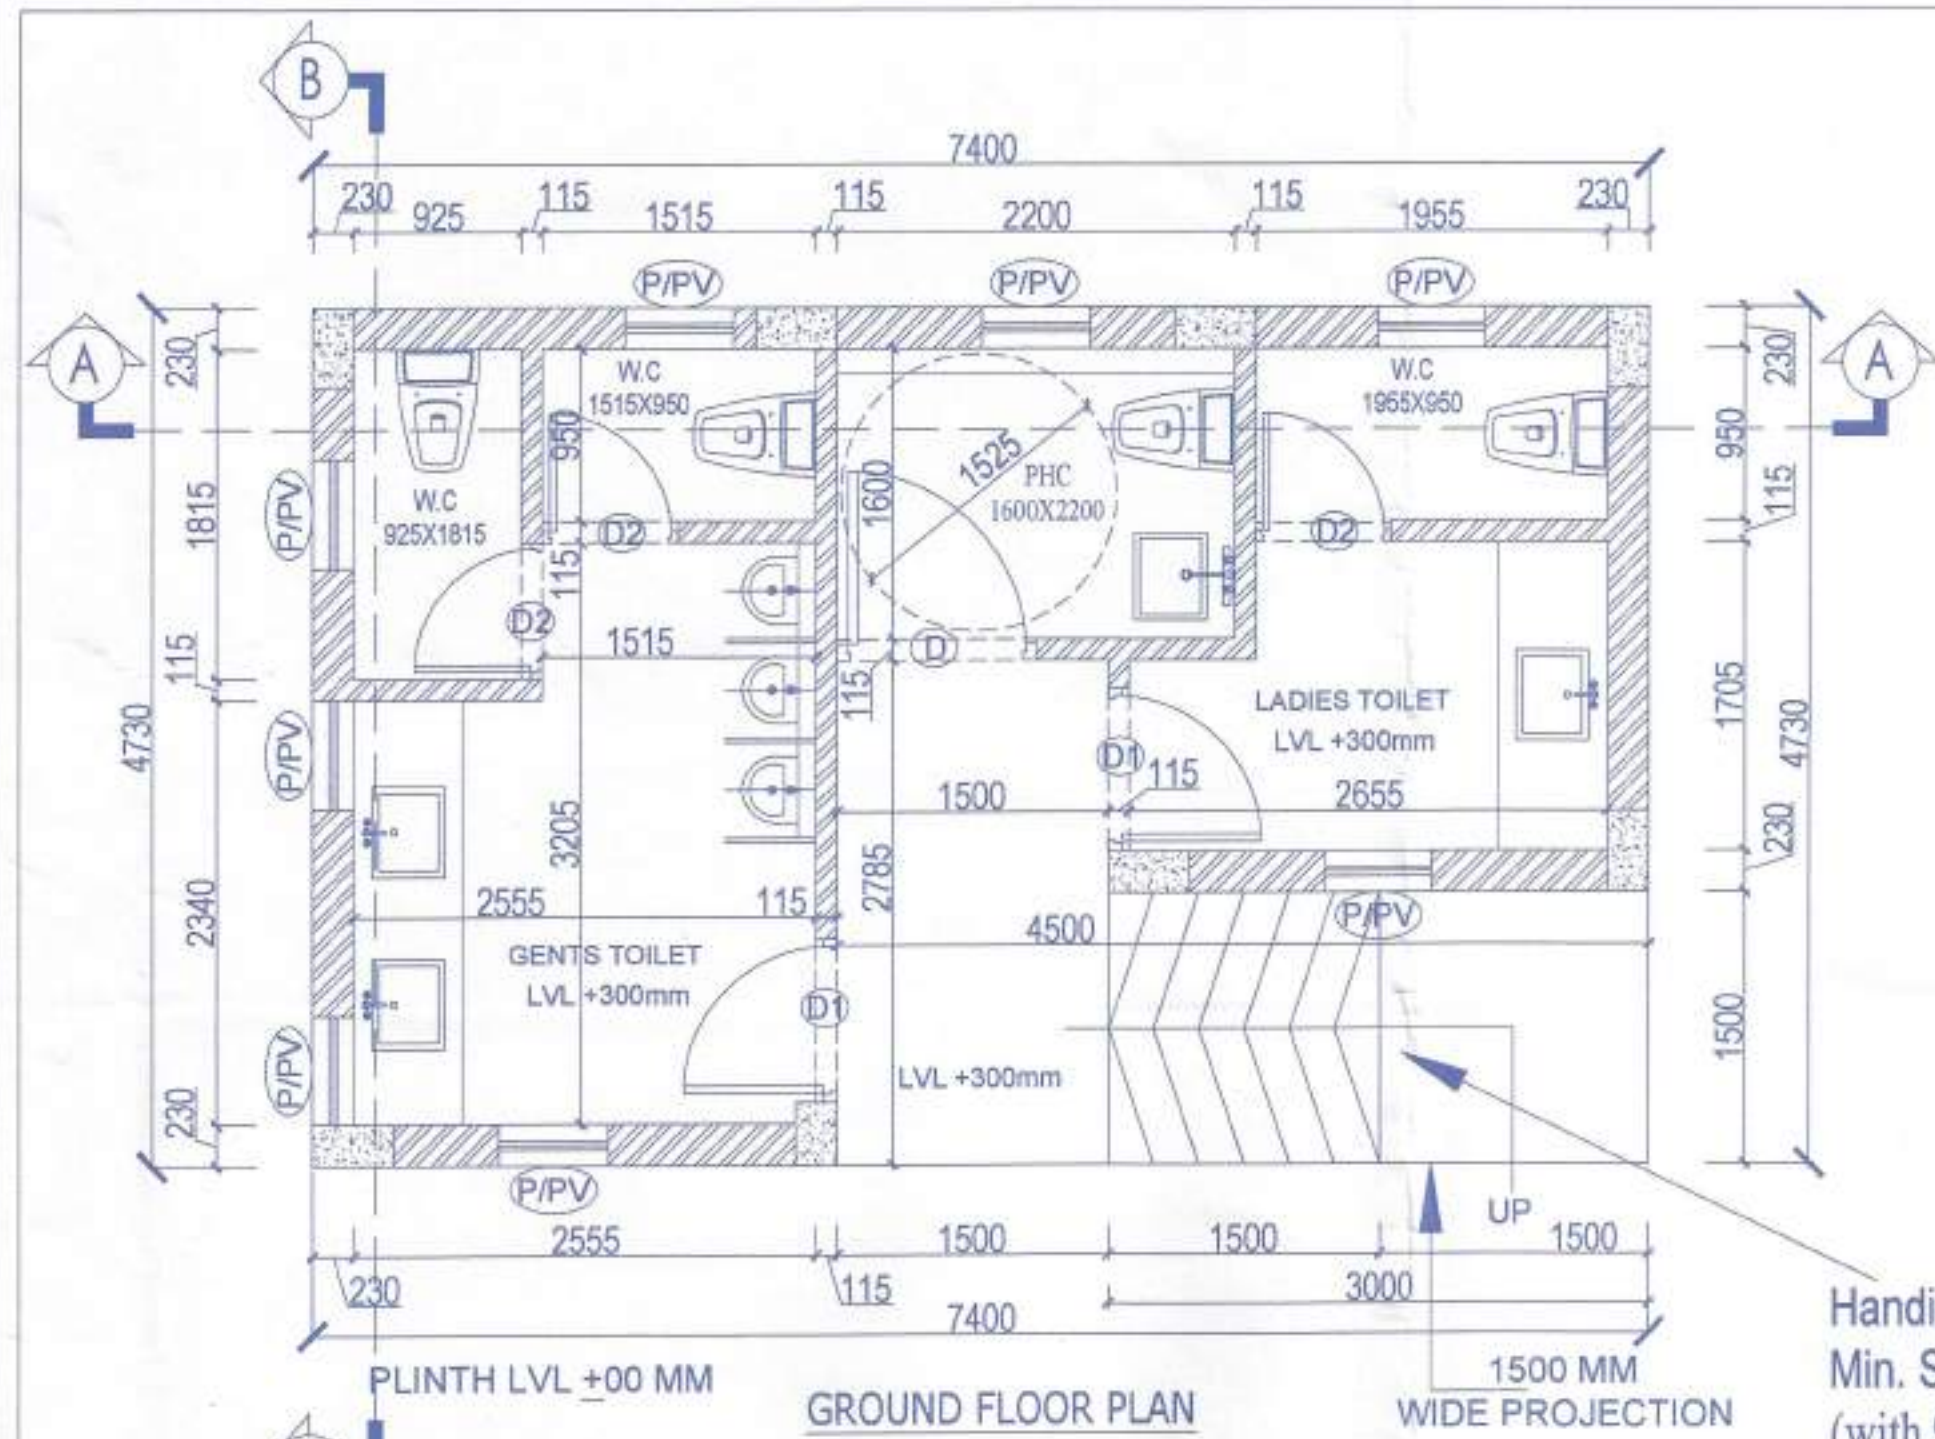 B
7400
230 925 115 1515 115 2200 115 1955 230
P/PV P/PV P/PV
A A
230 230
W.C
1515X950
W.C
1955X950
950 950
1525
PHC
1600X2200
1600
P/PV
1815
W.C
925X1815
115
D2 D2
115
D2
1515
D
115
115
4730
P/PV
LADIES TOILET
LVL +300mm
1705
4730
D1 115
1500 2655
3205
230
2340
2785
2555 115
P/PV
4500
GENTS TOILET
LVL +300mm
D1
1500
P/PV
LVL +300mm
230
P/PV
UP
2555 1500 1500 1500
230 115 3000
7400
Handi
PLINTH LVL ±00 MM
1500 MM
Min. S
GROUND FLOOR PLAN
WIDE PROJECTION
(with